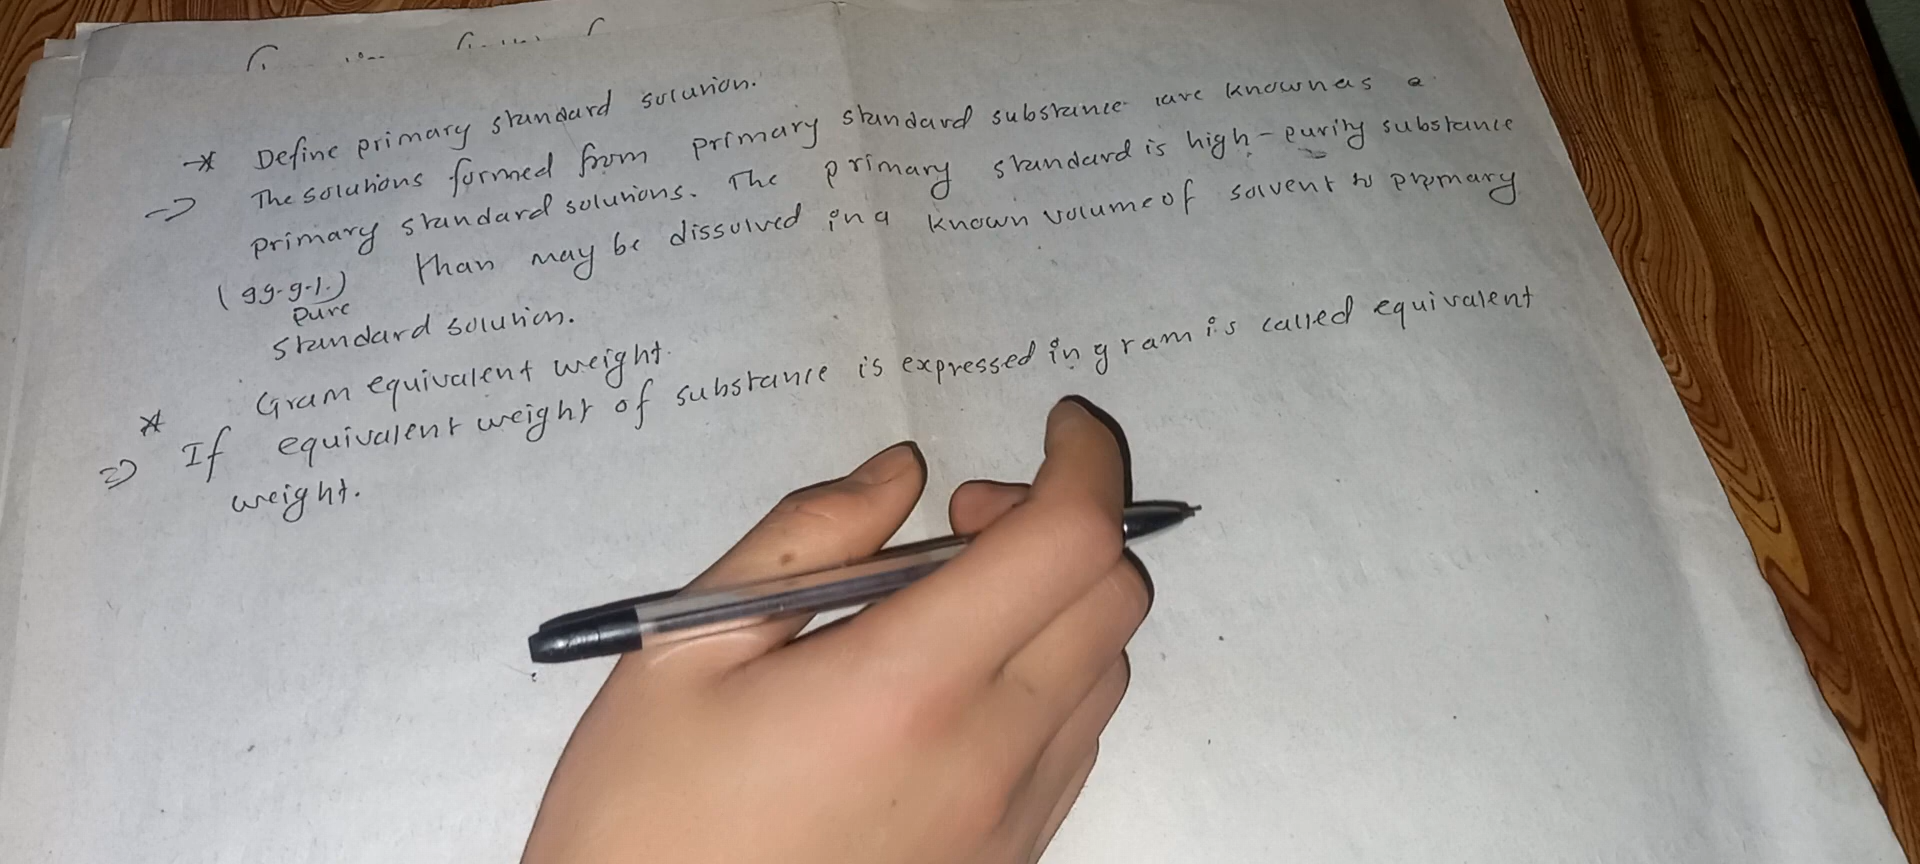 * Define primary standard solution.
=> The solutions formed from primary standard substance are known as a
primary standard solutions. The primary standard is high-purity substance
(99.9%) than may be dissolved in a known volume of solvent to primary
pure
standard solution.
* Gram equivalent weight.
=> If equivalent weight of substance is expressed in gram is called equivalent
weight.